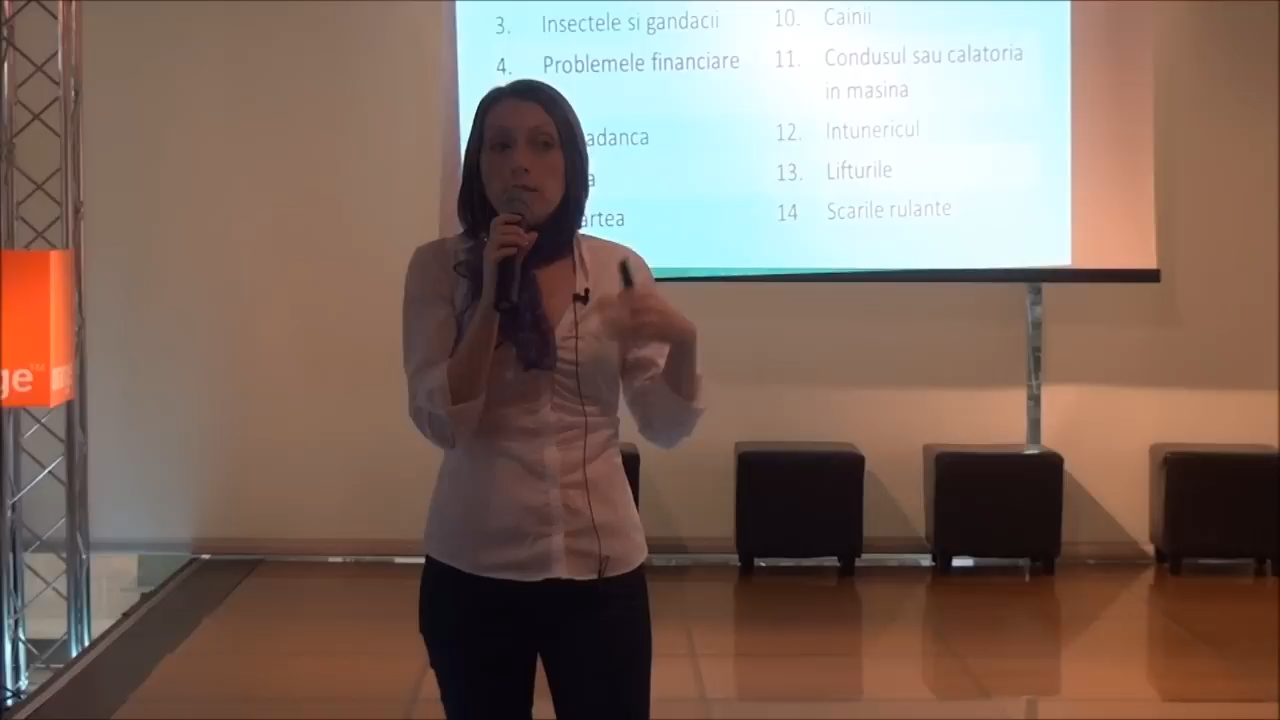 3. Insectele si gandacii
4. Problemele financiare
adanca
artea
10. Cainii
11. Condusul sau calatoria
in masina
12. Intunericul
13. Lifturile
14 Scarile rulante
ge™